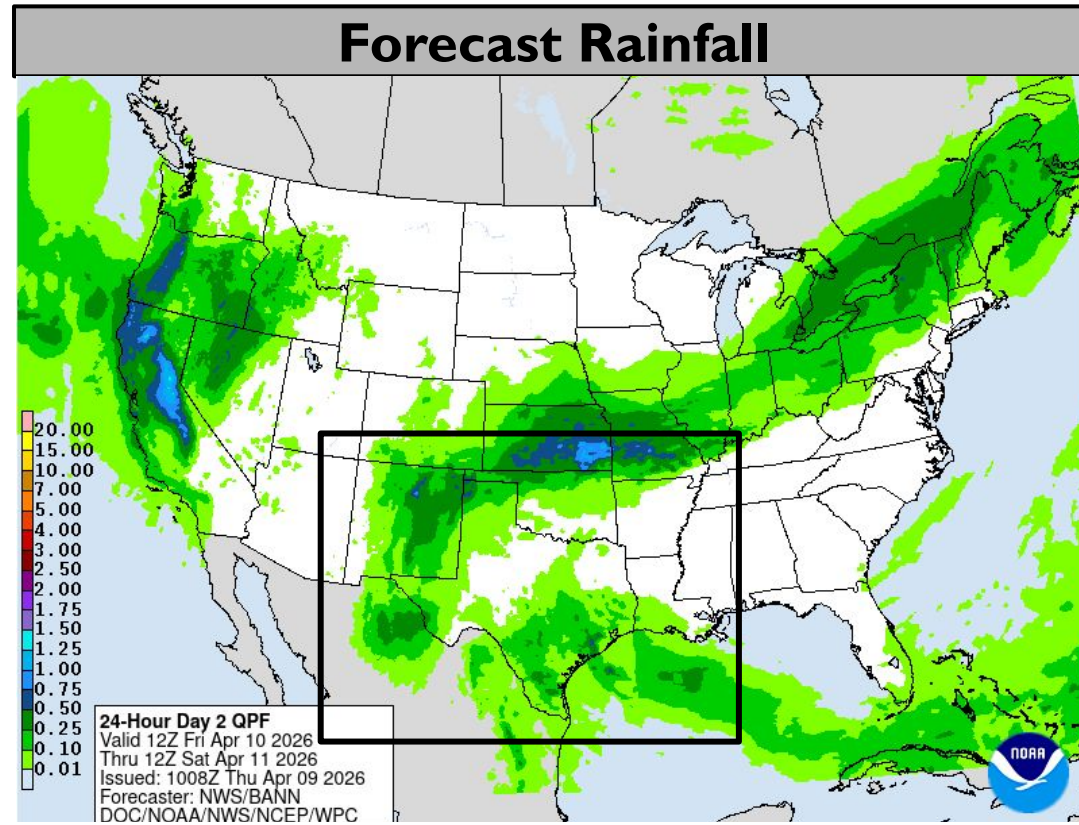 Forecast Rainfall
20.00
15.00
10.00
7.00
5.00
4.00
3.00
2.50
2.00
1.75
1.50
1.25
1.00
0.75
0.50
0.25
0.10
0.01
24-Hour Day 2 QPF
Valid 12Z Fri Apr 10 2026
Thru 12Z Sat Apr 11 2026
Issued: 1008Z Thu Apr 09 2026
Forecaster: NWS/BANN
DOC/NOAA/NWS/NCEP/WPC
NOAA